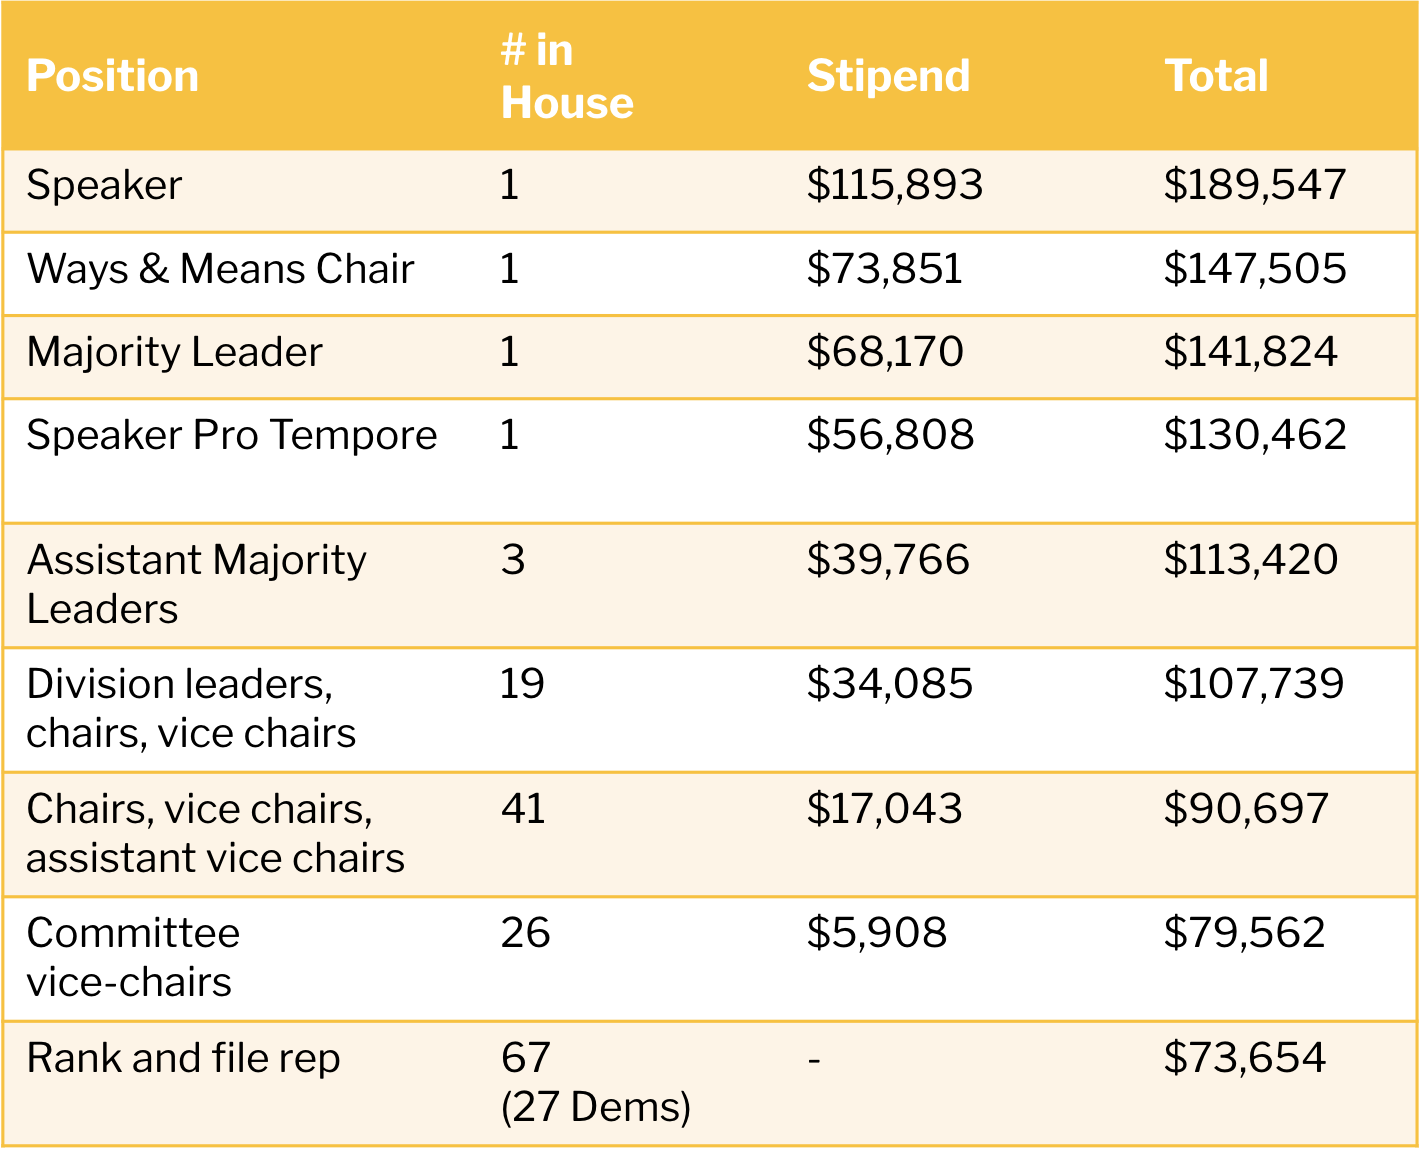 Position # in House Stipend Total
Speaker 1 $115,893 $189,547
Ways & Means Chair 1 $73,851 $147,505
Majority Leader 1 $68,170 $141,824
Speaker Pro Tempore 1 $56,808 $130,462
Assistant Majority 3 $39,766 $113,420
Leaders
Division leaders, 19 $34,085 $107,739
chairs, vice chairs
Chairs, vice chairs, 41 $17,043 $90,697
assistant vice chairs
Committee 26 $5,908 $79,562
vice-chairs
Rank and file rep 67 - $73,654
(27 Dems)